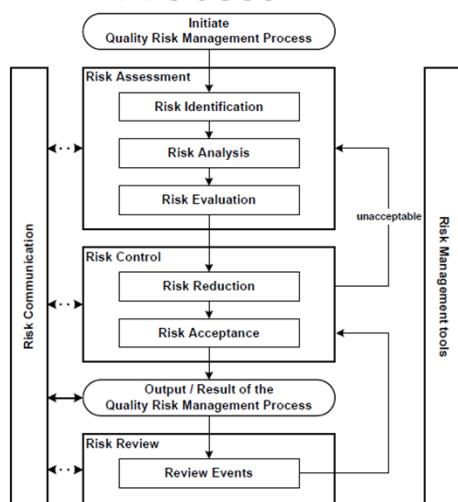 Initiate
Quality Risk Management Process
Risk Assessment
Risk Identification
Risk Analysis
Risk Evaluation
unacceptable
Risk Control
Risk Reduction
Risk Acceptance
Output / Result of the
Quality Risk Management Process
Risk Review
Review Events
Risk Communication
Risk Management tools